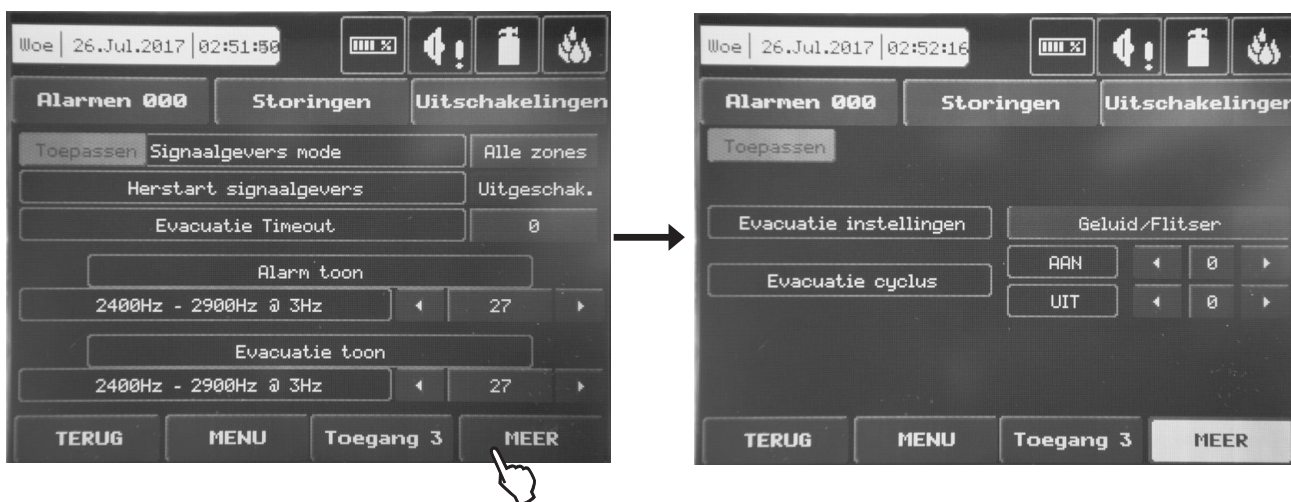 Woe 26.Jul.2017 02:51:50
Alarmen 000 Storingen Uitschakelingen
Toepassen Signaalgevers mode Alle zones
Herstart signaalgevers Uitgeschak.
Evacuatie Timeout 0
Alarm toon
2400Hz - 2900Hz @ 3Hz 27
Evacuatie toon
2400Hz - 2900Hz @ 3Hz 27
TERUG MENU Toegang 3 MEER
Woe 26.Jul.2017 02:52:16
Alarmen 000 Storingen Uitschakelingen
Toepassen
Evacuatie instellingen Geluid/Flitser
AAN 0
Evacuatie cyclus
UIT 0
TERUG MENU Toegang 3 MEER